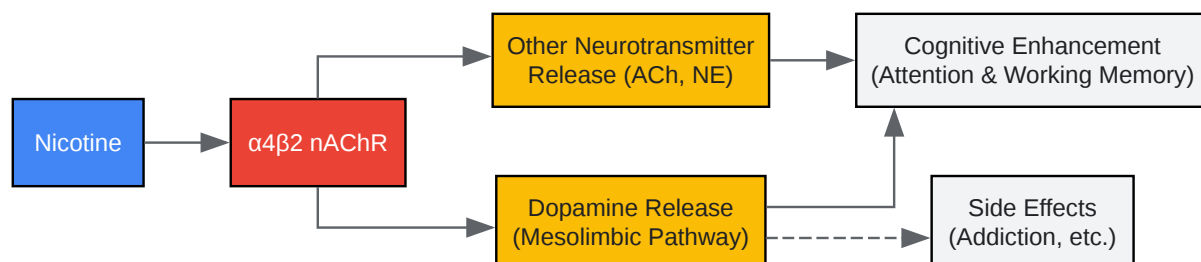 Nicotine
α4β2 nAChR
Other Neurotransmitter
Release (ACh, NE)
Cognitive Enhancement
(Attention & Working Memory)
Dopamine Release
(Mesolimbic Pathway)
Side Effects
(Addiction, etc.)